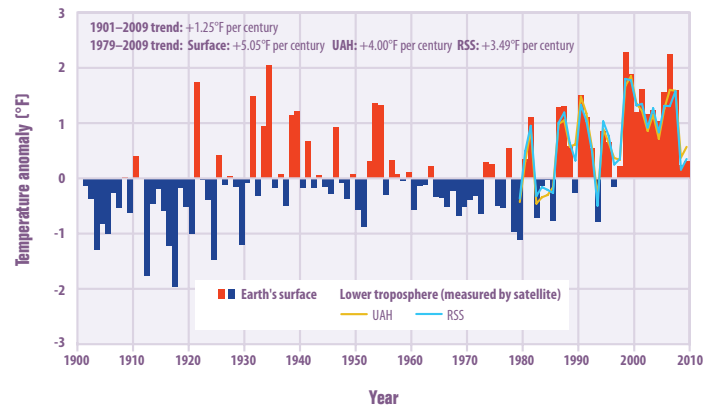 1901–2009 trend: +1.25°F per century
1979–2009 trend: Surface: +5.05°F per century UAH: +4.00°F per century RSS: +3.49°F per century
Temperature anomaly [°F]
3
2
1
0
-1
-2
-3
Earth's surface
Lower troposphere (measured by satellite)
UAH
RSS
1900 1910 1920 1930 1940 1950 1960 1970 1980 1990 2000 2010
Year